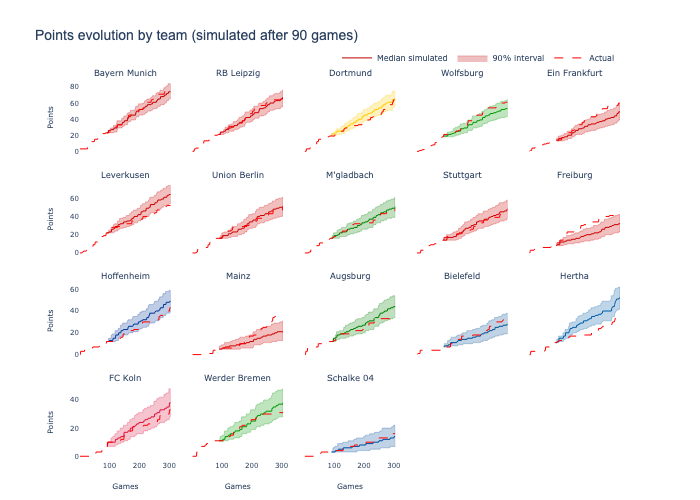 Points evolution by team (simulated after 90 games)
Median simulated 90% interval Actual
Bayern Munich RB Leipzig Dortmund Wolfsburg Ein Frankfurt
80
60
40
20
0
Points
Leverkusen Union Berlin M'gladbach Stuttgart Freiburg
60
40
20
0
Points
Hoffenheim Mainz Augsburg Bielefeld Hertha
60
40
20
0
Points
FC Koln Werder Bremen Schalke 04
40
20
0
Points
100 200 300 100 200 300 100 200 300
Games Games Games